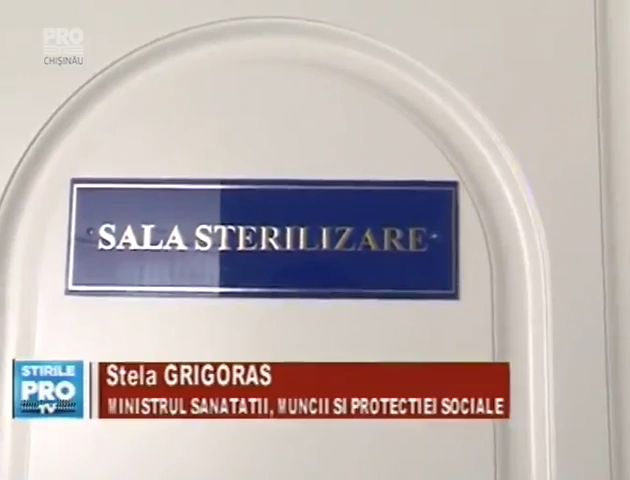 PRO
CHIȘINĂU
SALA STERILIZARE
STIRILE
PRO
TV
Stela GRIGORAS
MINISTRUL SANATATII, MUNCII SI PROTECTIEI SOCIALE